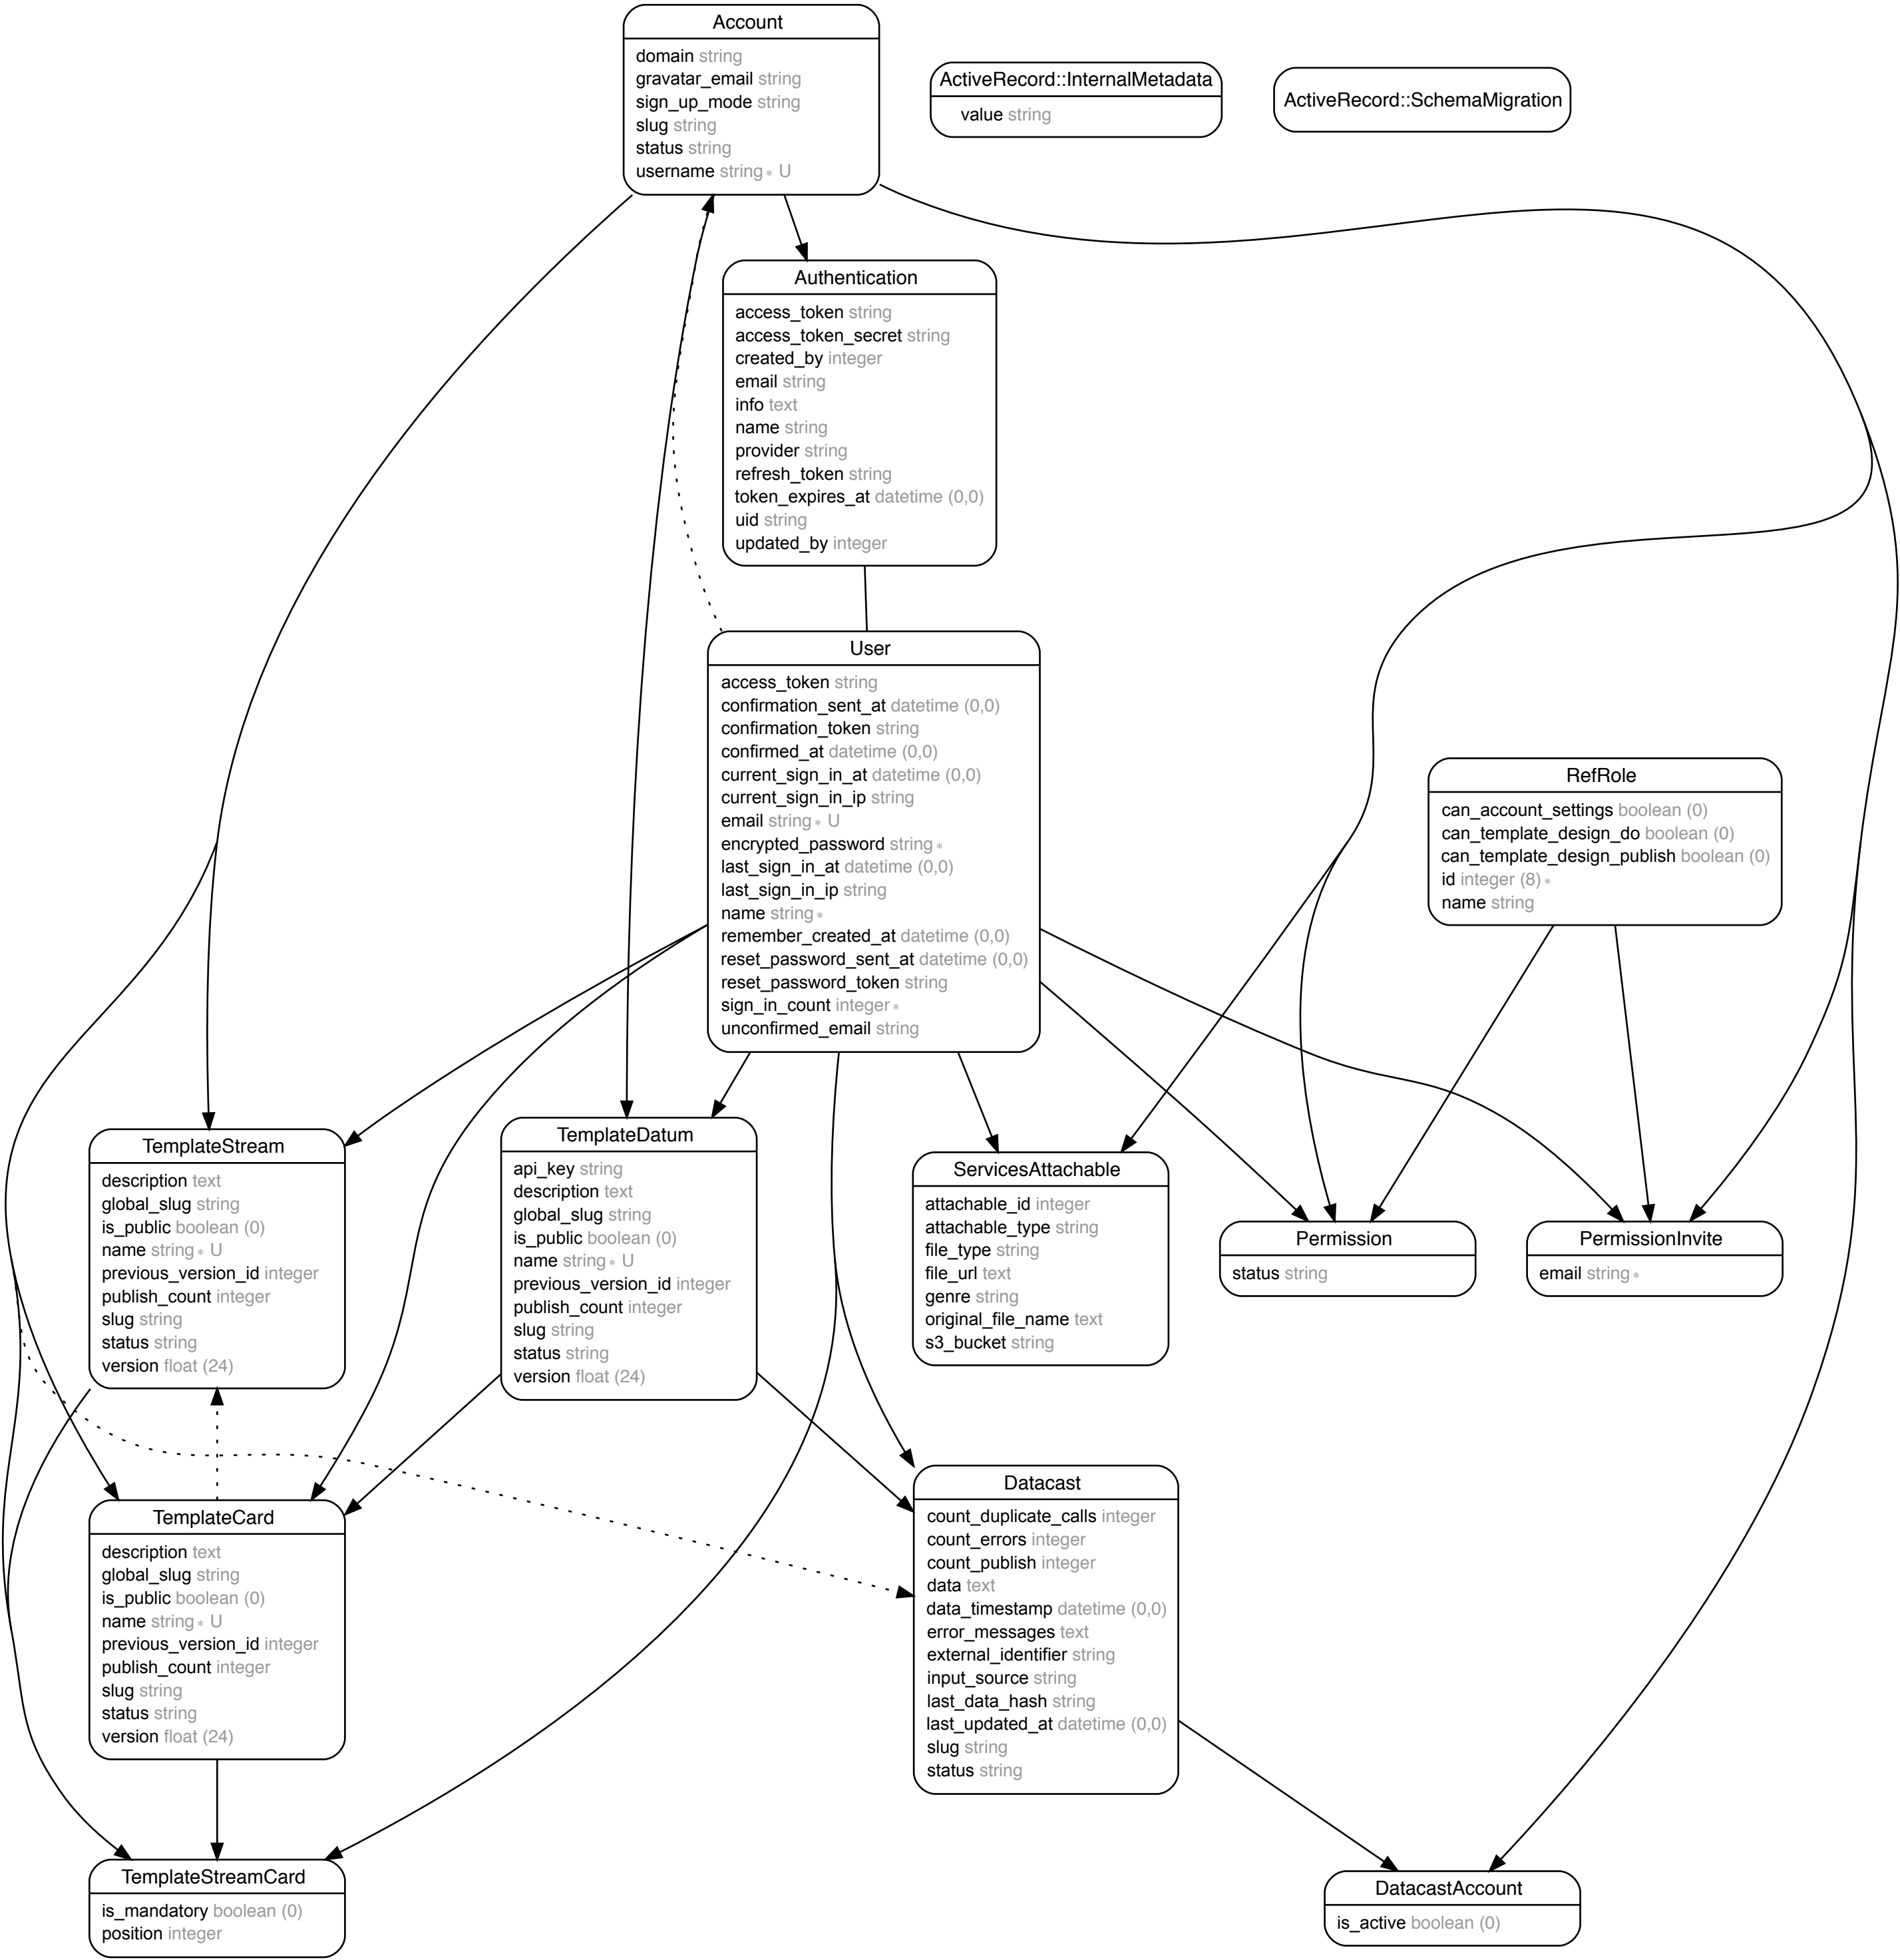 Account
domain string
gravatar_email string
sign_up_mode string
slug string
status string
username string∗ U
ActiveRecord::InternalMetadata
value string
ActiveRecord::SchemaMigration
Authentication
access_token string
access_token_secret string
created_by integer
email string
info text
name string
provider string
refresh_token string
token_expires_at datetime (0,0)
uid string
updated_by integer
User
access_token string
confirmation_sent_at datetime (0,0)
confirmation_token string
confirmed_at datetime (0,0)
current_sign_in_at datetime (0,0)
current_sign_in_ip string
email string∗ U
encrypted_password string∗
last_sign_in_at datetime (0,0)
last_sign_in_ip string
name string∗
remember_created_at datetime (0,0)
reset_password_sent_at datetime (0,0)
reset_password_token string
sign_in_count integer∗
unconfirmed_email string
RefRole
can_account_settings boolean (0)
can_template_design_do boolean (0)
can_template_design_publish boolean (0)
id integer (8)∗
name string
TemplateStream
description text
global_slug string
is_public boolean (0)
name string∗ U
previous_version_id integer
publish_count integer
slug string
status string
version float (24)
TemplateDatum
api_key string
description text
global_slug string
is_public boolean (0)
name string∗ U
previous_version_id integer
publish_count integer
slug string
status string
version float (24)
ServicesAttachable
attachable_id integer
attachable_type string
file_type string
file_url text
genre string
original_file_name text
s3_bucket string
Permission
status string
PermissionInvite
email string∗
TemplateCard
description text
global_slug string
is_public boolean (0)
name string∗ U
previous_version_id integer
publish_count integer
slug string
status string
version float (24)
Datacast
count_duplicate_calls integer
count_errors integer
count_publish integer
data text
data_timestamp datetime (0,0)
error_messages text
external_identifier string
input_source string
last_data_hash string
last_updated_at datetime (0,0)
slug string
status string
TemplateStreamCard
is_mandatory boolean (0)
position integer
DatacastAccount
is_active boolean (0)